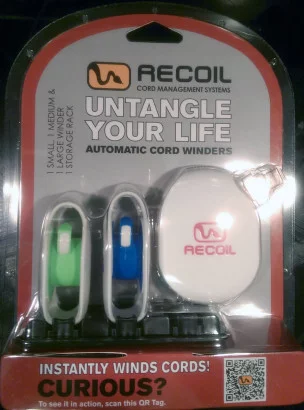 RECOIL
CORD MANAGEMENT SYSTEMS
1 SMALL, 1 MEDIUM &
1 LARGE WINDER
1 STORAGE RACK
UNTANGLE
YOUR LIFE
AUTOMATIC CORD WINDERS
RECOIL
INSTANTLY WINDS CORDS!
CURIOUS?
To see it in action, scan this QR Tag.